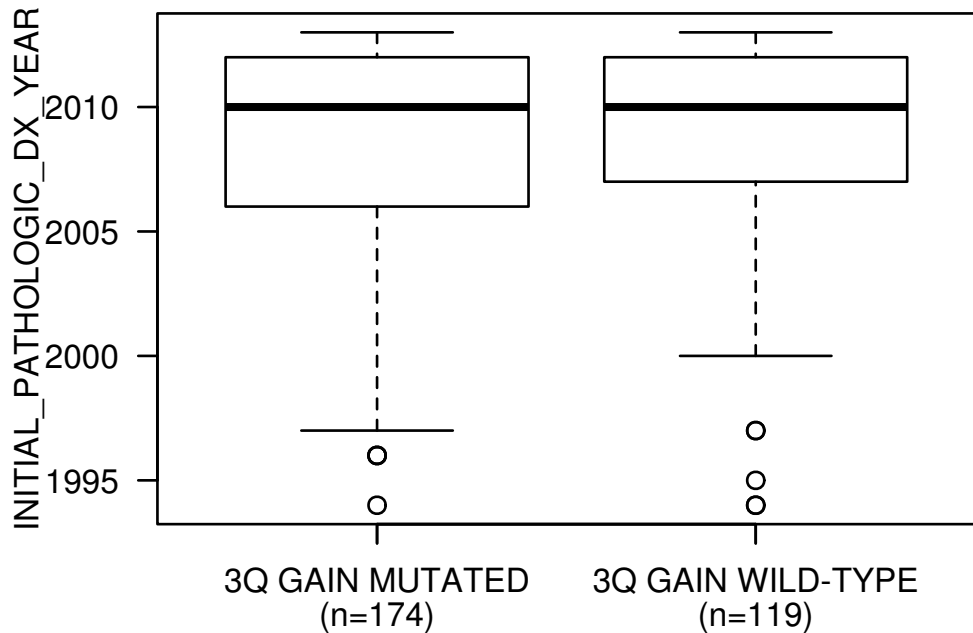 INITIAL_PATHOLOGIC_DX_YEAR
2010
2005
2000
1995
3Q GAIN MUTATED
(n=174)
3Q GAIN WILD-TYPE
(n=119)